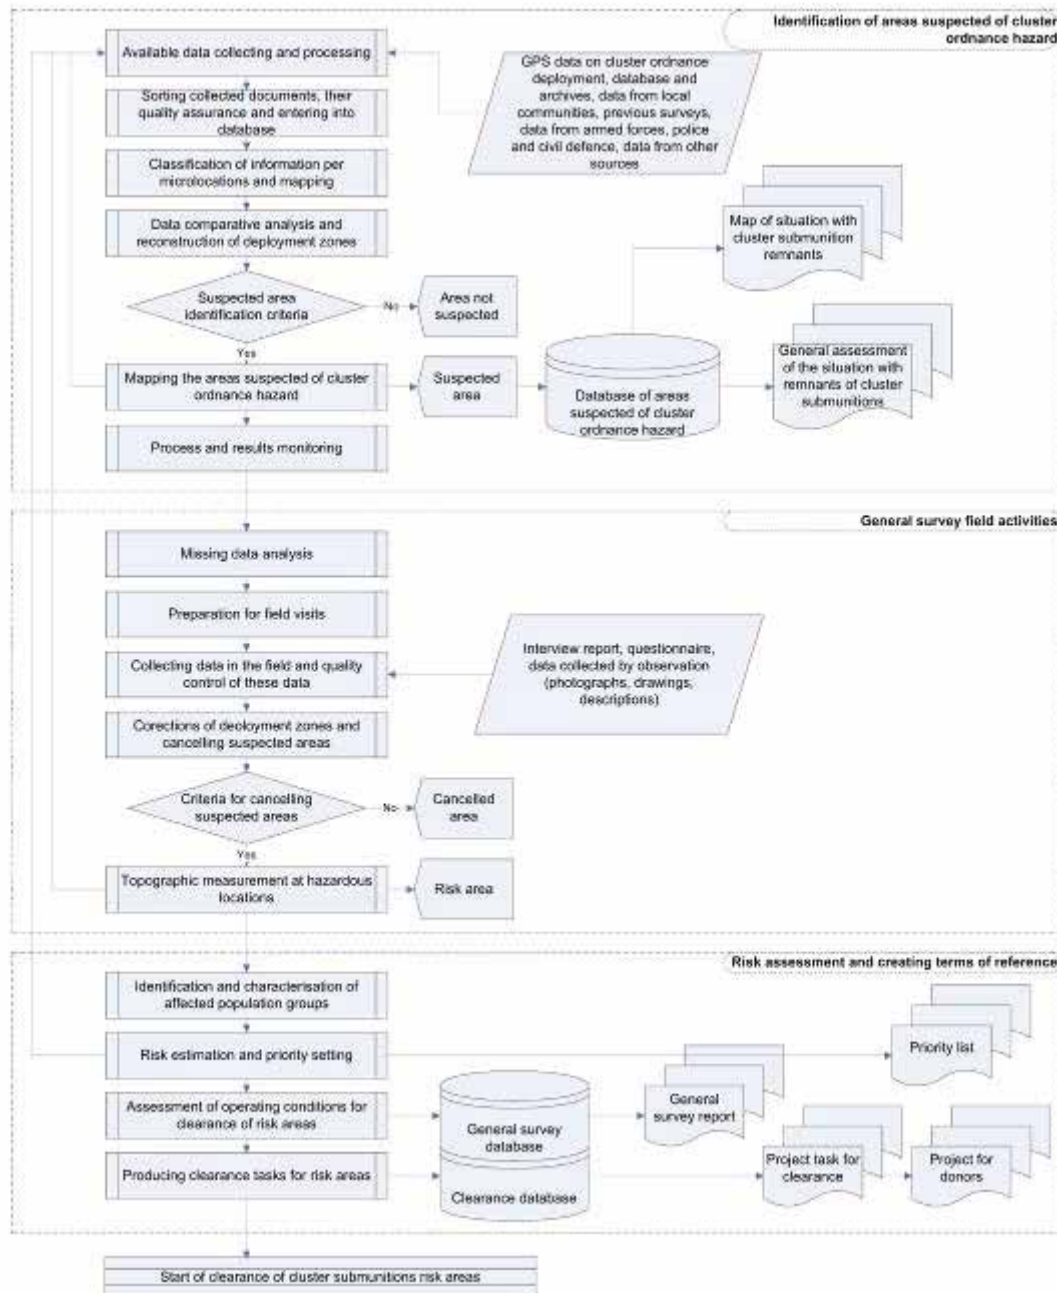 Identification of areas suspected of cluster
ordnance hazard
Available data collecting and processing
GPS data on cluster ordnance
deployment, database and
archives, data from local
communities, previous surveys,
data from armed forces, police
and civil defence, data from other
sources
Sorting collected documents, their
quality assurance and entering into
database
Classification of information per
microlocations and mapping
Data comparative analysis and
reconstruction of deployment zones
Map of situation with
cluster submunition
remnants
Suspected area
identification criteria
No
Area not
suspected
Yes
General assessment
of the situation with
remnants of cluster
submunitions
Mapping the areas suspected of cluster
ordnance hazard
Suspected
area
Database of areas
suspected of cluster
ordnance hazard
Process and results monitoring
General survey field activities
Missing data analysis
Preparation for field visits
Interview report, questionnaire,
data collected by observation
(photographs, drawings,
descriptions)
Collecting data in the field and quality
control of these data
Corections of deployment zones and
cancelling suspected areas
Criteria for cancelling
suspected areas
No
Cancelled
area
Yes
Topographic measurement at hazardous
locations
Risk area
Risk assessment and creating terms of reference
Identification and characterisation of
affected population groups
Risk estimation and priority setting
Priority list
Assessment of operating conditions for
clearance of risk areas
General survey
database
General
survey report
Producing clearance tasks for risk areas
Clearance database
Project task for
clearance
Project for
donors
Start of clearance of cluster submunitions risk areas